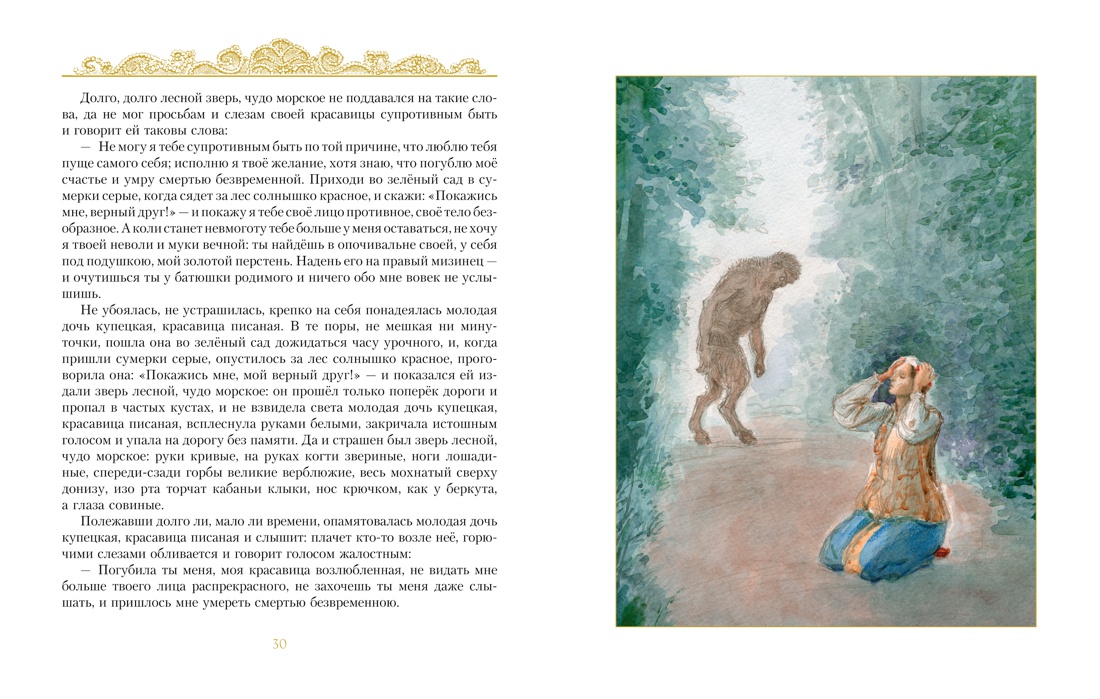 Долго, долго лесной зверь, чудо морское не поддавался на такие сло-
ва, да не мог просьбам и слезам своей красавицы супротивным быть
и говорит ей таковы слова:
— Не могу я тебе супротивным быть по той причине, что люблю тебя
пуще самого себя; исполню я твоё желание, хотя знаю, что погублю моё
счастье и умру смертью безвременной. Приходи во зелёный сад в су-
мерки серые, когда сядет за лес солнышко красное, и скажи: «Покажись
мне, верный друг!» — и покажу я тебе своё лицо противное, своё тело без-
образное. А коли станет невмоготу тебе больше у меня оставаться, не хочу
я твоей неволи и муки вечной: ты найдёшь в опочивальне своей, у себя
под подушкою, мой золотой перстень. Надень его на правый мизинец —
и очутишься ты у батюшки родимого и ничего обо мне вовек не услы-
шишь.
Не убоялась, не устрашилась, крепко на себя понадеялась молодая
дочь купецкая, красавица писаная. В те поры, не мешкая ни мину-
точки, пошла она во зелёный сад дожидаться часу урочного, и, когда
пришли сумерки серые, опустилось за лес солнышко красное, прого-
ворила она: «Покажись мне, мой верный друг!» — и показался ей из-
дали зверь лесной, чудо морское: он прошёл только поперёк дороги и
пропал в частых кустах, и не взвидела света молодая дочь купецкая,
красавица писаная, всплеснула руками белыми, закричала истошным
голосом и упала на дорогу без памяти. Да и страшен был зверь лесной,
чудо морское: руки кривые, на руках когти звериные, ноги лошади-
ные, спереди-сзади горбы великие верблюжие, весь мохнатый сверху
донизу, изо рта торчат кабаньи клыки, нос крючком, как у беркута,
а глаза совиные.
Полежавши долго ли, мало ли времени, опамятовалась молодая дочь
купецкая, красавица писаная и слышит: плачет кто-то возле неё, горю-
чими слезами обливается и говорит голосом жалостным:
— Погубила ты меня, моя красавица возлюбленная, не видать мне
больше твоего лица распрекрасного, не захочешь ты меня даже слы-
шать, и пришлось мне умереть смертью безвременною.
30